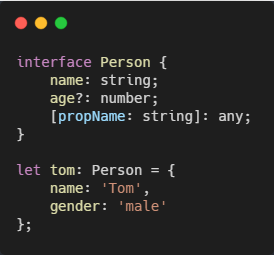 interface Person {
    name: string;
    age?: number;
    [propName: string]: any;
}

let tom: Person = {
    name: 'Tom',
    gender: 'male'
};